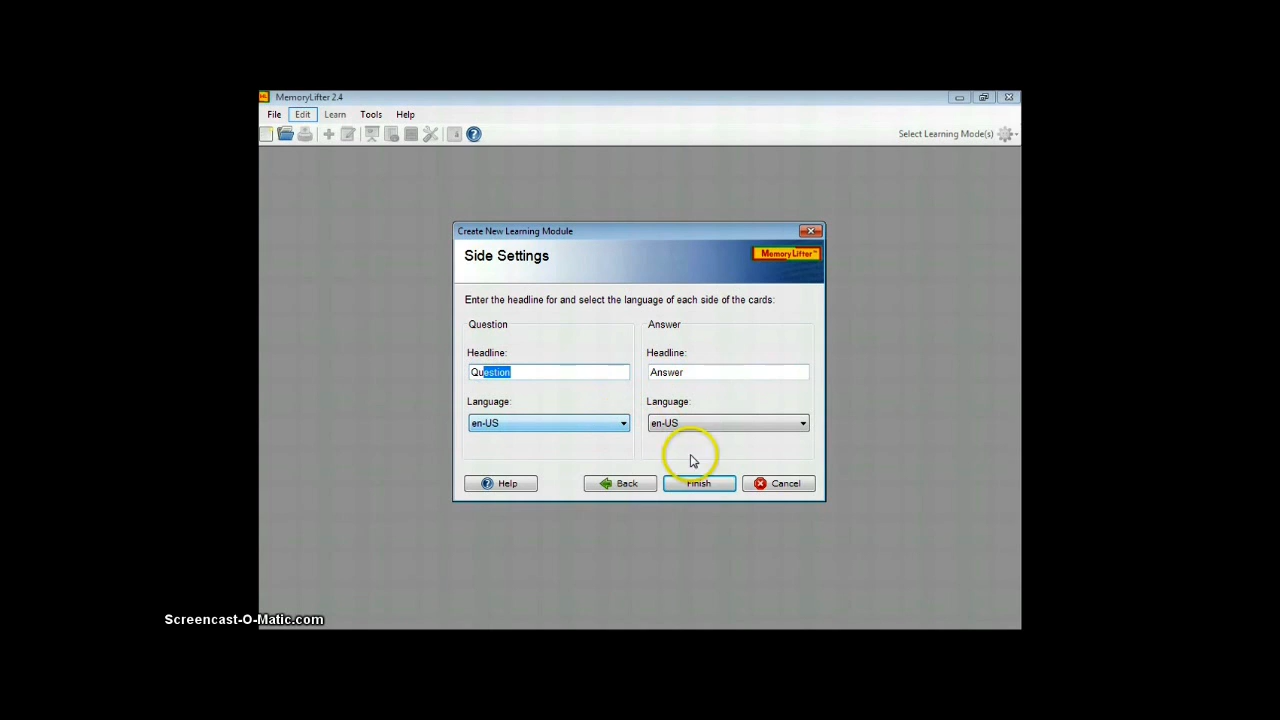 MemoryLifter 2.4
File Edit Learn Tools Help
Select Learning Mode(s)
Create New Learning Module
Side Settings
MemoryLifter™
Enter the headline for and select the language of each side of the cards:
Question Answer
Headline: Headline:
Question Answer
Language: Language:
en-US en-US
Help Back Finish Cancel
Screencast-O-Matic.com